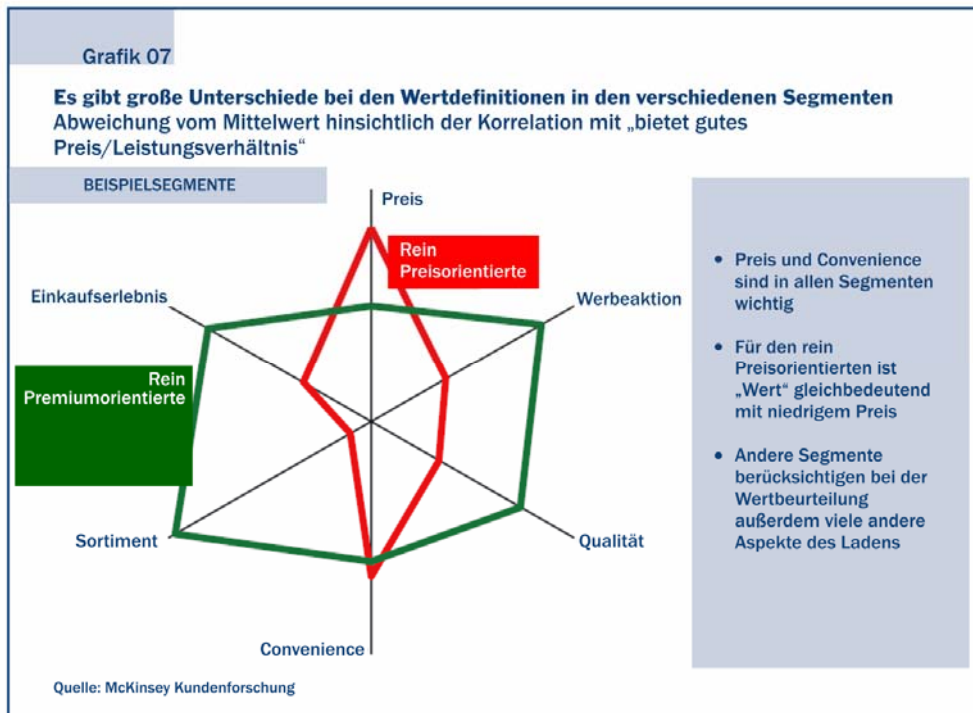 Grafik 07
Es gibt große Unterschiede bei den Wertdefinitionen in den verschiedenen Segmenten
Abweichung vom Mittelwert hinsichtlich der Korrelation mit „bietet gutes
Preis/Leistungsverhältnis“
BEISPIELSEGMENTE
Preis
Rein
Preisorientierte
Einkaufserlebnis
Werbeaktion
Rein
Premiumorientierte
Sortiment
Qualität
Convenience
• Preis und Convenience
sind in allen Segmenten
wichtig
• Für den rein
Preisorientierten ist
„Wert“ gleichbedeutend
mit niedrigem Preis
• Andere Segmente
berücksichtigen bei der
Wertbeurteilung
außerdem viele andere
Aspekte des Ladens
Quelle: McKinsey Kundenforschung